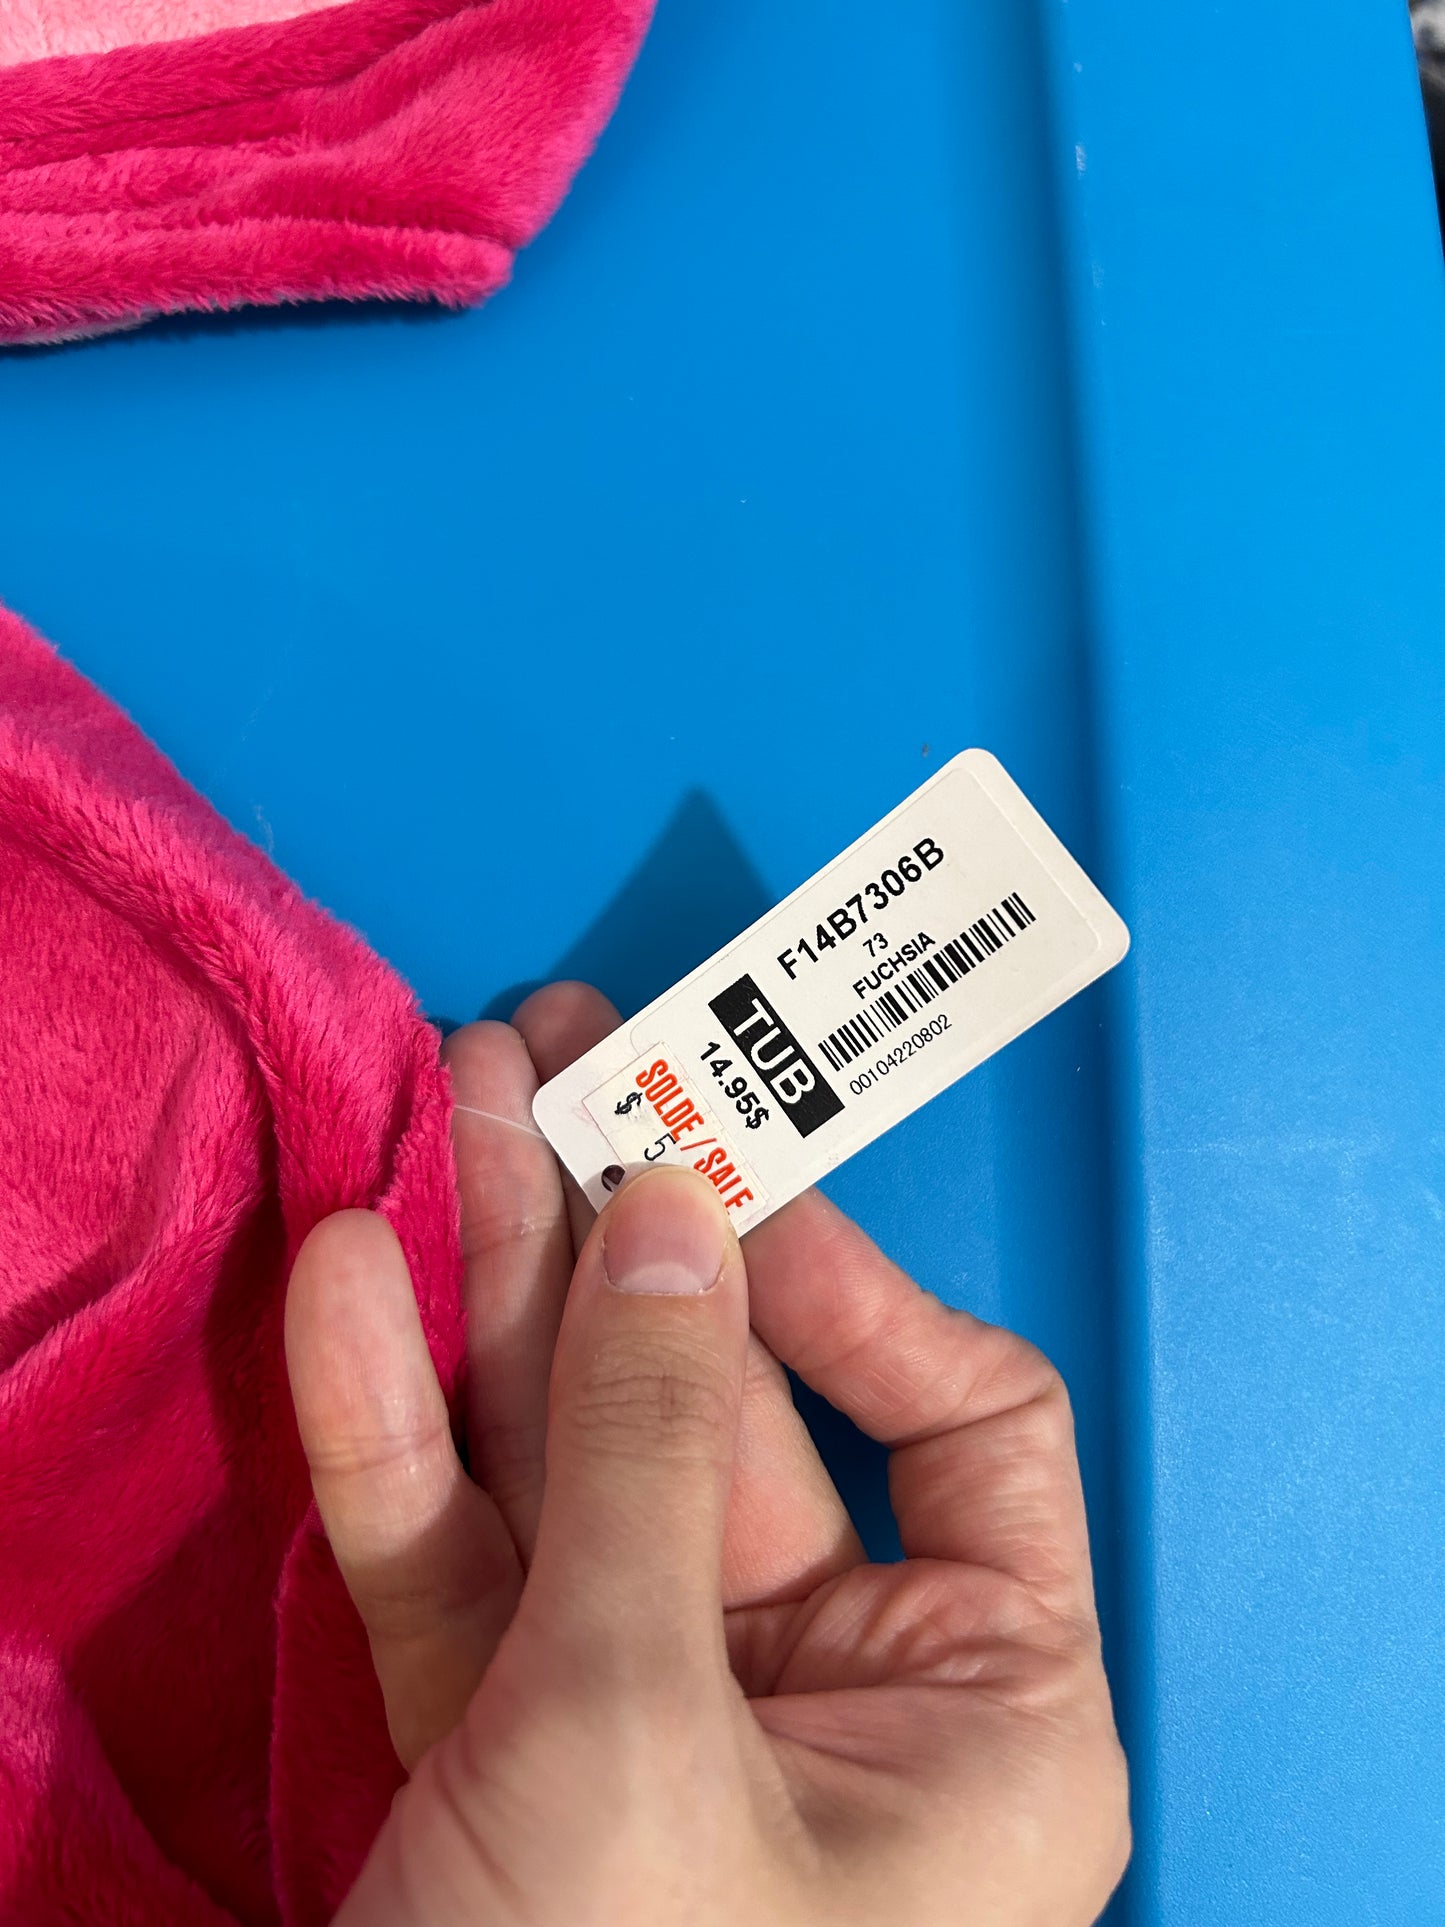 F14B7306B
73
FUCHSIA
00104220802
TUB
14.95$
SOLDE/SALE
$ 5